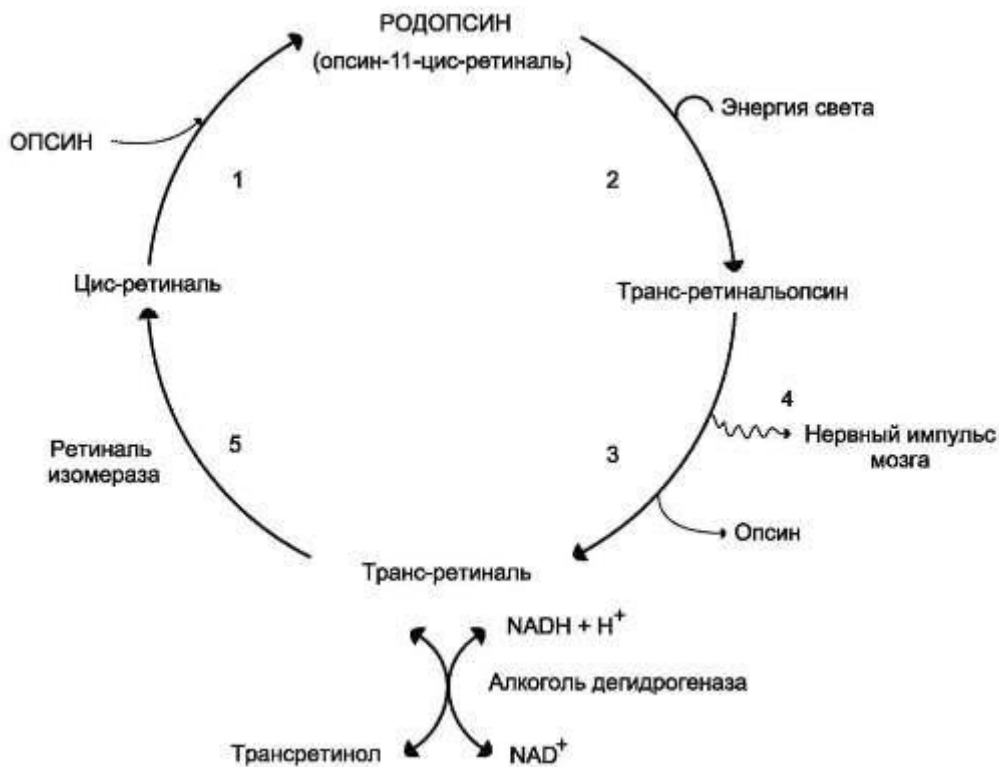 РОДОПСИН
(опсин-11-цис-ретиналь)
Энергия света
ОПСИН
1
2
Цис-ретиналь
Транс-ретинальопсин
4
Нервный импульс
мозга
Ретиналь
изомераза
5
3
Опсин
Транс-ретиналь
NADH + H⁺
Алкоголь дегидрогеназа
Трансретинол
NAD⁺